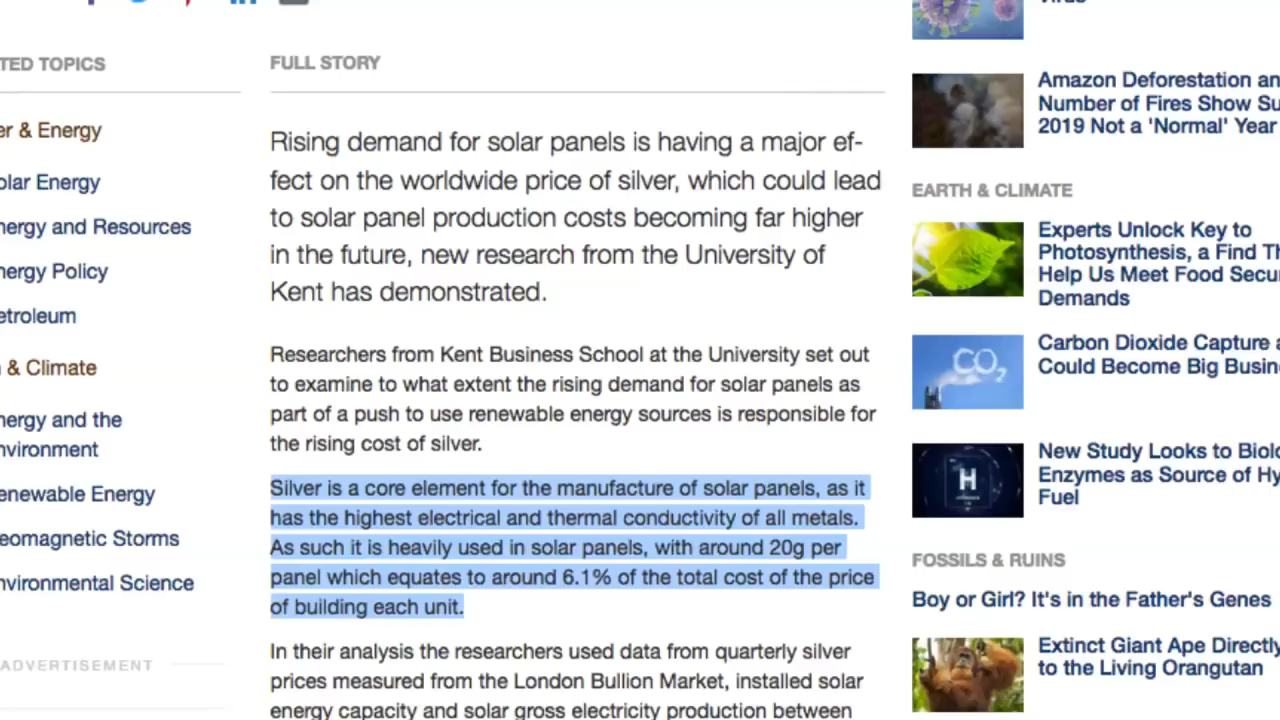 TED TOPICS
er & Energy
olar Energy
nergy and Resources
nergy Policy
etroleum
& Climate
nergy and the
nvironment
enewable Energy
eomagnetic Storms
nvironmental Science
ADVERTISEMENT
FULL STORY
Rising demand for solar panels is having a major ef-
fect on the worldwide price of silver, which could lead
to solar panel production costs becoming far higher
in the future, new research from the University of
Kent has demonstrated.
Researchers from Kent Business School at the University set out
to examine to what extent the rising demand for solar panels as
part of a push to use renewable energy sources is responsible for
the rising cost of silver.
Silver is a core element for the manufacture of solar panels, as it
has the highest electrical and thermal conductivity of all metals.
As such it is heavily used in solar panels, with around 20g per
panel which equates to around 6.1% of the total cost of the price
of building each unit.
In their analysis the researchers used data from quarterly silver
prices measured from the London Bullion Market, installed solar
energy capacity and solar gross electricity production between
Amazon Deforestation an
Number of Fires Show Su
2019 Not a 'Normal' Year
EARTH & CLIMATE
Experts Unlock Key to
Photosynthesis, a Find Th
Help Us Meet Food Secu
Demands
CO2
Carbon Dioxide Capture a
Could Become Big Busin
H
New Study Looks to Biolo
Enzymes as Source of Hy
Fuel
FOSSILS & RUINS
Boy or Girl? It's in the Father's Genes
Extinct Giant Ape Directly
to the Living Orangutan